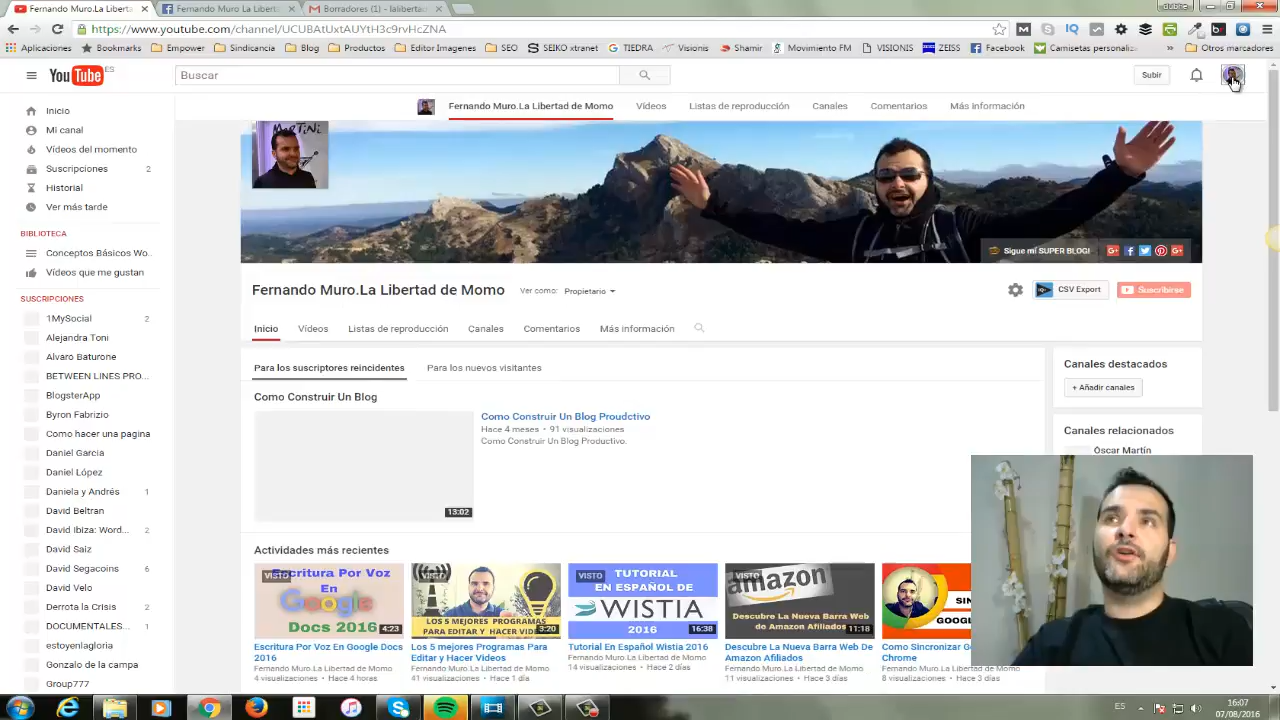 Fernando Muro.La Libert
Fernando Muro La Libert
Borradores (1) - lalibertad
https://www.youtube.com/channel/UCUBAtUxtAUYtH3c9rvHcZNA
Aplicaciones
Bookmarks
Empower
Sindicancia
Blogs
Productos
Editor Imagenes
SEO
SEIKO xtranet
TIEDRA
Visionis
Shamir
Movimiento FM
VISIONIS
ZEISS
Facebook
Camisetas personaliz
Otros marcadores
YouTube ES
Buscar
Subir
Fernando Muro.La Libertad de Momo
Vídeos
Listas de reproducción
Canales
Comentarios
Más información
Inicio
Mi canal
Vídeos del momento
Suscripciones 2
Historial
Ver más tarde
BIBLIOTECA
Conceptos Básicos Wo..
Vídeos que me gustan
SUSCRIPCIONES
1MySocial 2
Alejandra Toni
Alvaro Baturone
BETWEEN LINES PRO...
BlogsterApp
Byron Fabrizio
Como hacer una pagina
Daniel Garcia
Daniel López
Daniela y Andrés 1
David Beltran
David Ibiza: Word... 2
David Saiz
David Segacoins 6
David Velo
Derrota la Crisis 2
DOCUMENTALES... 1
estoyenlagloria
Gonzalo de la campa
Group777
Sigue mí SUPER BLOG!
Fernando Muro.La Libertad de Momo
Ver como: Propietario
CSV Export
Suscribirse
Inicio
Vídeos
Listas de reproducción
Canales
Comentarios
Más información
Para los suscriptores reincidentes
Para los nuevos visitantes
Como Construir Un Blog
13:02
Como Construir Un Blog Proudctivo
Hace 4 meses • 91 visualizaciones
Como Construir Un Blog Productivo.
Canales destacados
+ Añadir canales
Canales relacionados
Óscar Martín
Actividades más recientes
VISTO
Escritura Por Voz
En
Google
Docs 2016
4:23
Escritura Por Voz En Google Docs
2016
Fernando Muro.La Libertad de Momo
4 visualizaciones • Hace 4 horas
LOS 5 MEJORES PROGRAMAS
PARA EDITAR Y HACER VIDEOS
3:20
Los 5 mejores Programas Para
Editar y Hacer Videos
Fernando Muro.La Libertad de Momo
41 visualizaciones • Hace 1 día
VISTO
TUTORIAL
EN ESPAÑOL DE
WISTIA
2016
16:38
Tutorial En Español Wistia 2016
Fernando Muro.La Libertad de Momo
14 visualizaciones • Hace 2 días
VISTO
amazon
Descubre La Nueva Barra Web
de Amazon Afiliados
11:18
Descubre La Nueva Barra Web De
Amazon Afiliados
Fernando Muro.La Libertad de Momo
11 visualizaciones • Hace 3 días
SIN
GOOG
Como Sincronizar G
Chrome
Fernando Muro.La Libertad de
8 visualizaciones • Hace 3 días
ES
16:07
07/08/2016